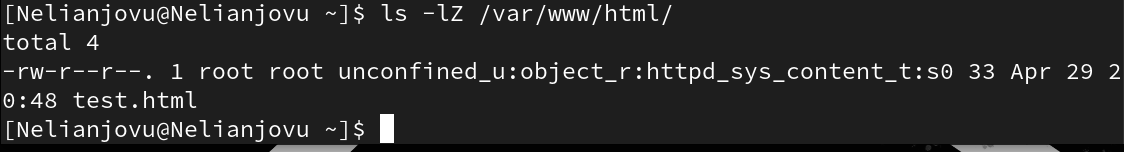 [Nelianjovu@Nelianjovu ~]$ ls -lZ /var/www/html/
total 4
-rw-r--r--. 1 root root unconfined_u:object_r:httpd_sys_content_t:s0 33 Apr 29 2
0:48 test.html
[Nelianjovu@Nelianjovu ~]$